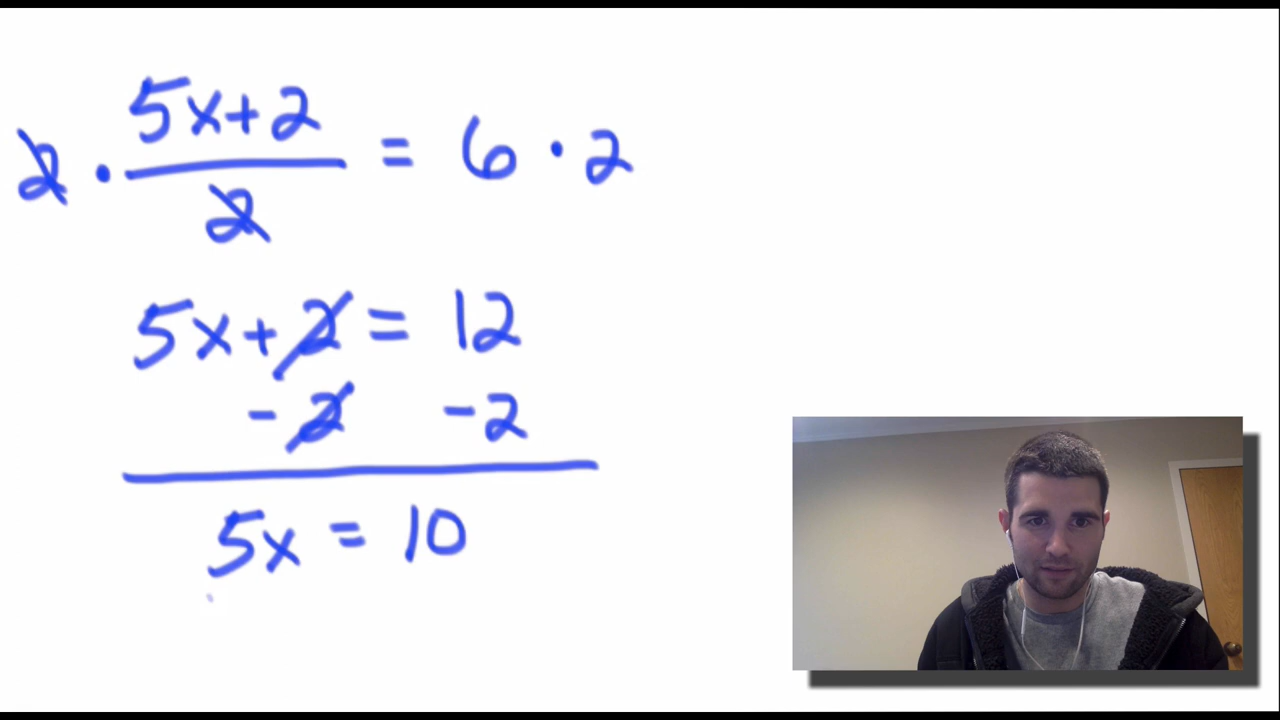 2 · (5x+2)/2 = 6 · 2
5x+2 = 12
-2 -2
5x = 10